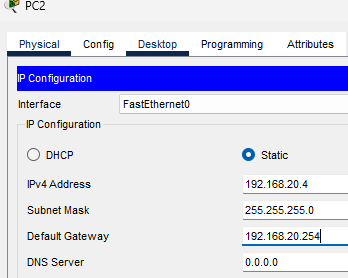 PC2
Physical Config Desktop Programming Attributes
IP Configuration
Interface FastEthernet0
IP Configuration
DHCP Static
IPv4 Address 192.168.20.4
Subnet Mask 255.255.255.0
Default Gateway 192.168.20.254
DNS Server 0.0.0.0